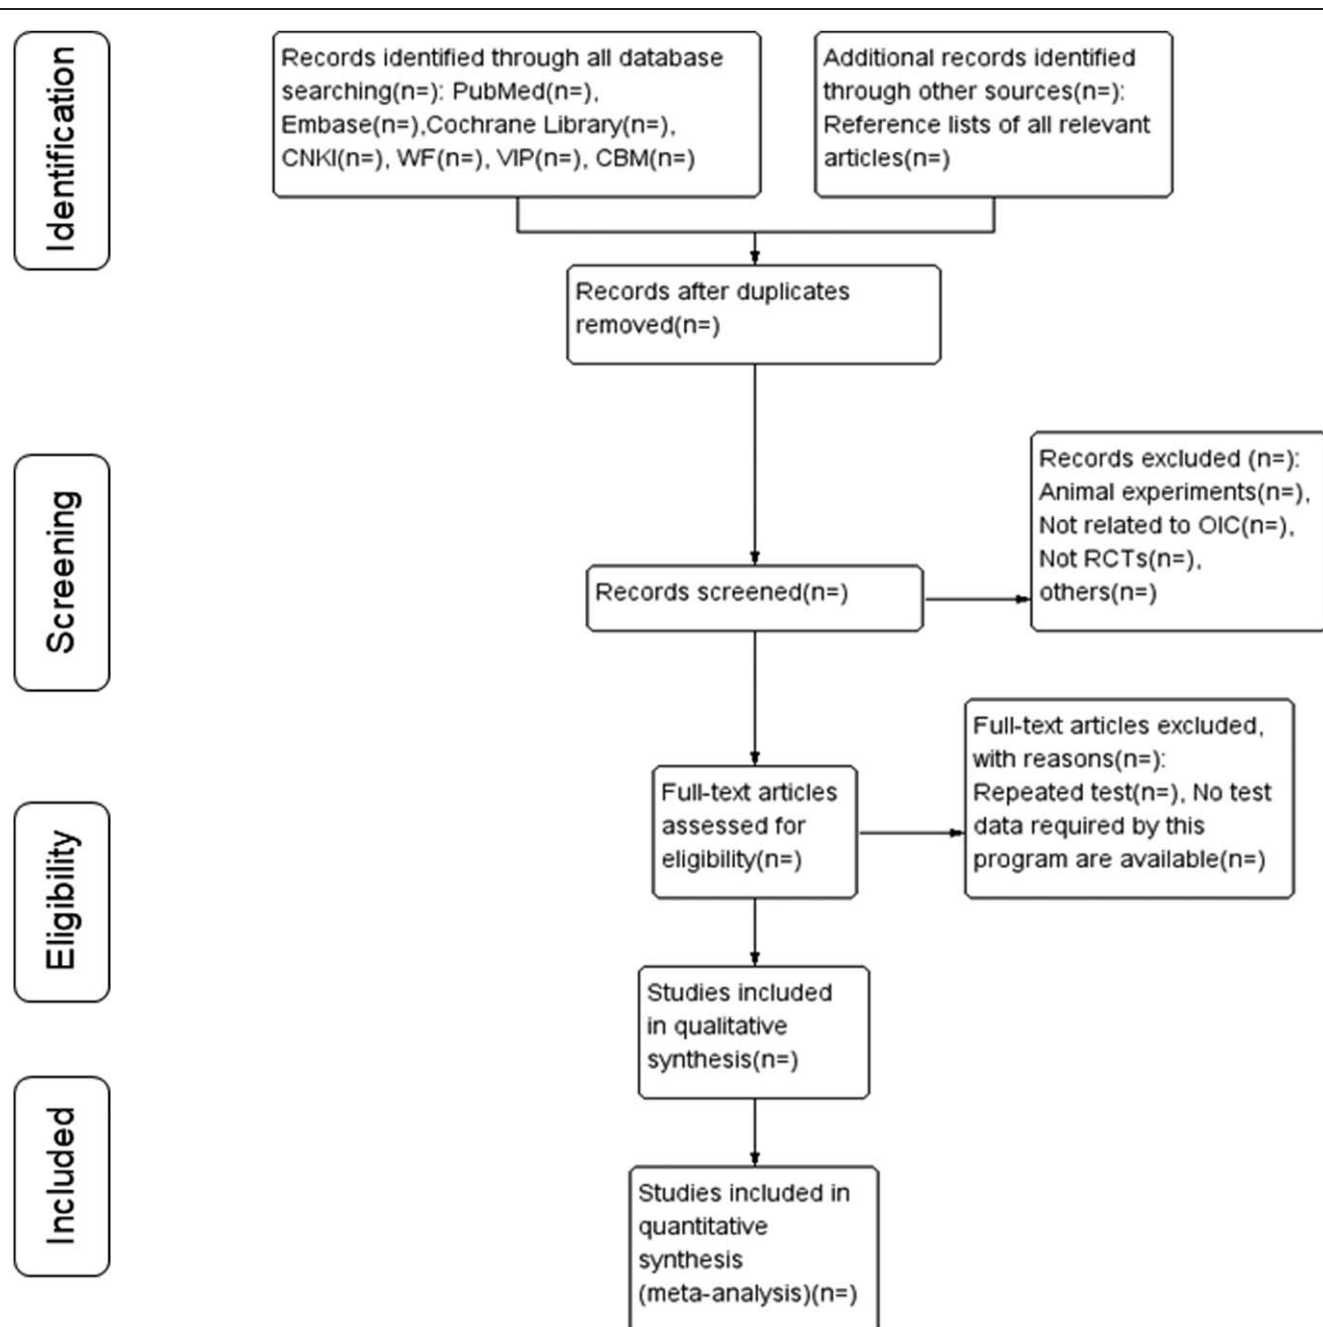 Identification
Records identified through all database
searching(n=): PubMed(n=),
Embase(n=),Cochrane Library(n=),
CNKI(n=), WF(n=), VIP(n=), CBM(n=)
Additional records identified
through other sources(n=):
Reference lists of all relevant
articles(n=)
Records after duplicates
removed(n=)
Screening
Records screened(n=)
Records excluded (n=):
Animal experiments(n=),
Not related to OIC(n=),
Not RCTs(n=),
others(n=)
Eligibility
Full-text articles
assessed for
eligibility(n=)
Full-text articles excluded,
with reasons(n=):
Repeated test(n=), No test
data required by this
program are available(n=)
Studies included
in qualitative
synthesis(n=)
Included
Studies included in
quantitative
synthesis
(meta-analysis)(n=)